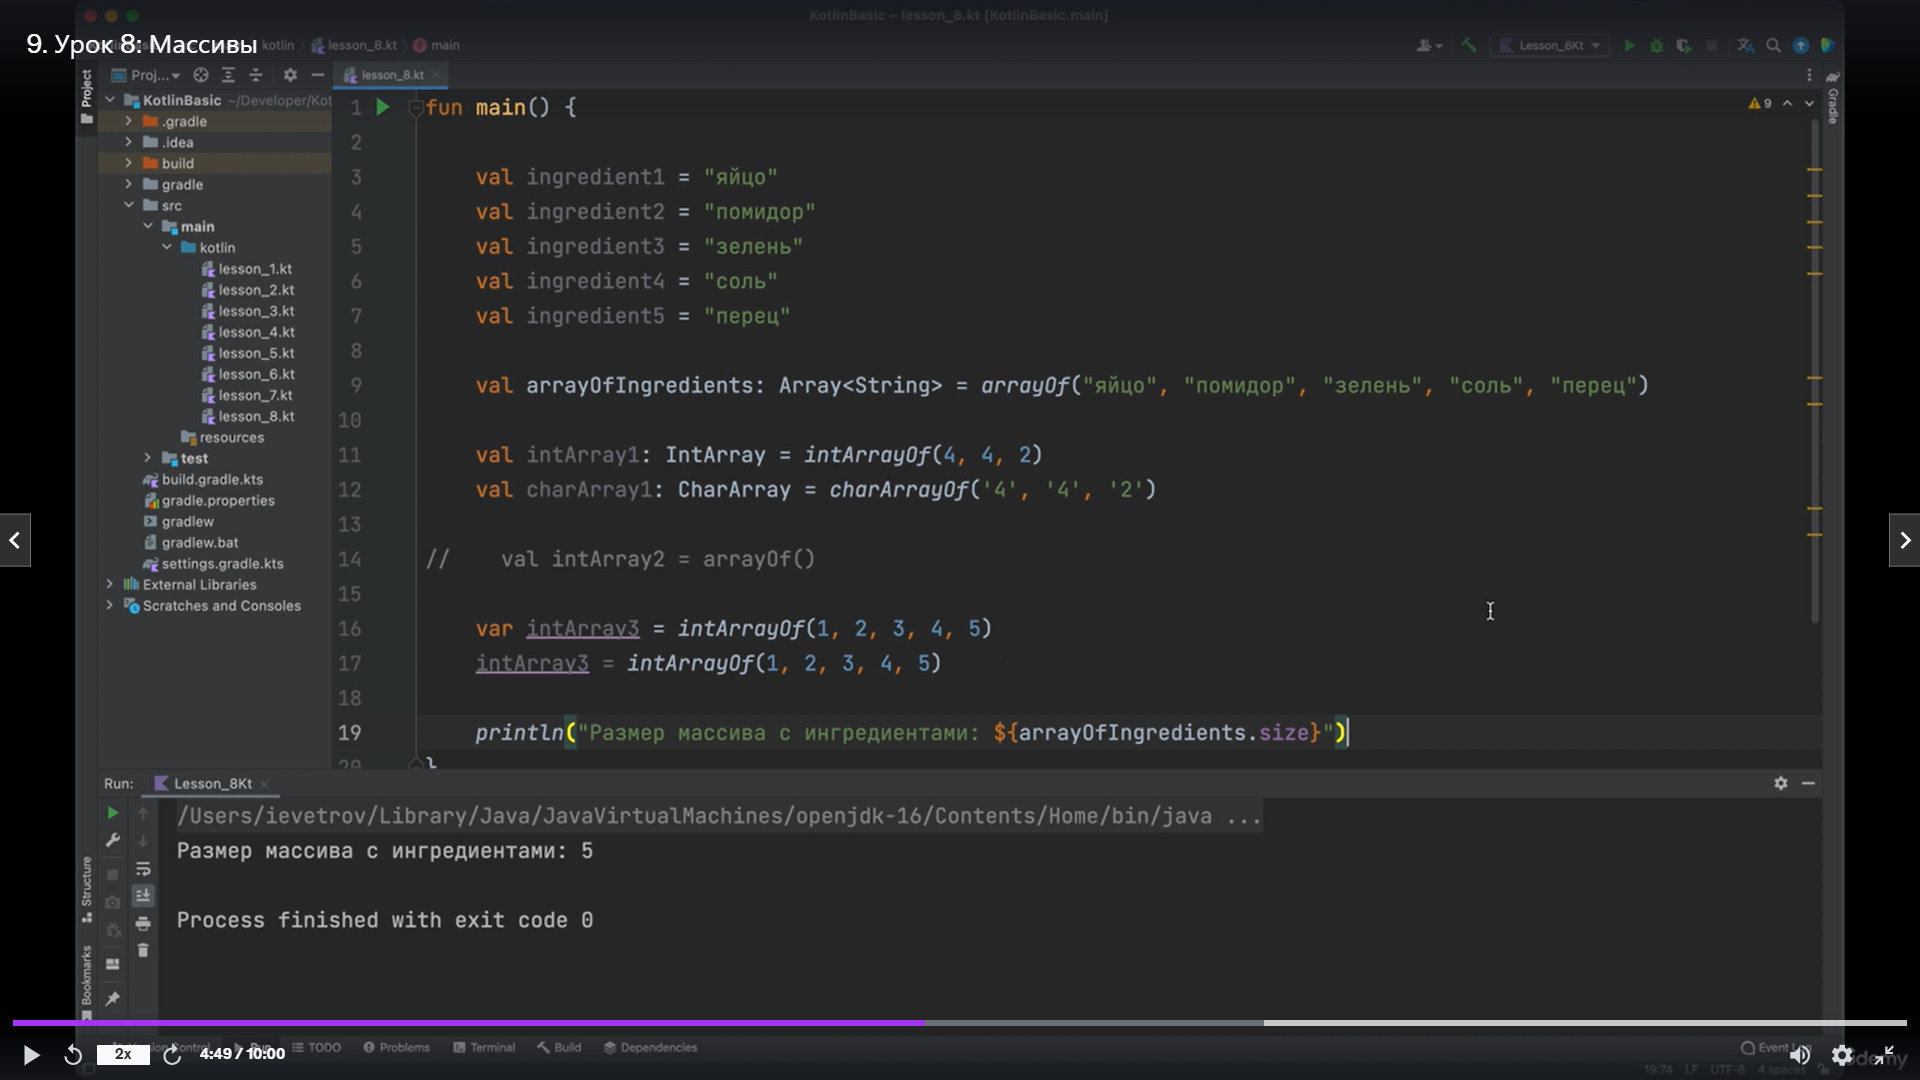 KotlinBasic – lesson_8.kt [KotlinBasic.main]
9. Урок 8: Массивы
kotlin
lesson_8.kt
main
Lesson_8Kt
Project
Proj...
lesson_8.kt
Gradle
KotlinBasic ~/Developer/Kot
.gradle
.idea
build
gradle
src
main
kotlin
lesson_1.kt
lesson_2.kt
lesson_3.kt
lesson_4.kt
lesson_5.kt
lesson_6.kt
lesson_7.kt
lesson_8.kt
resources
test
build.gradle.kts
gradle.properties
gradlew
gradlew.bat
settings.gradle.kts
External Libraries
Scratches and Consoles
9
1 fun main() {
2
3 val ingredient1 = "яйцо"
4 val ingredient2 = "помидор"
5 val ingredient3 = "зелень"
6 val ingredient4 = "соль"
7 val ingredient5 = "перец"
8
9 val arrayOfIngredients: Array<String> = arrayOf("яйцо", "помидор", "зелень", "соль", "перец")
10
11 val intArray1: IntArray = intArrayOf(4, 4, 2)
12 val charArray1: CharArray = charArrayOf('4', '4', '2')
13
14 // val intArray2 = arrayOf()
15
16 var intArray3 = intArrayOf(1, 2, 3, 4, 5)
17 intArray3 = intArrayOf(1, 2, 3, 4, 5)
18
19 println("Размер массива с ингредиентами: ${arrayOfIngredients.size}")
20 }
Run: Lesson_8Kt
/Users/ievetrov/Library/Java/JavaVirtualMachines/openjdk-16/Contents/Home/bin/java ...
Размер массива с ингредиентами: 5
Process finished with exit code 0
Structure
Bookmarks
2x
4:49 / 10:00
Run
TODO
Problems
Terminal
Build
Dependencies
19:74 LF UTF-8 4 spaces